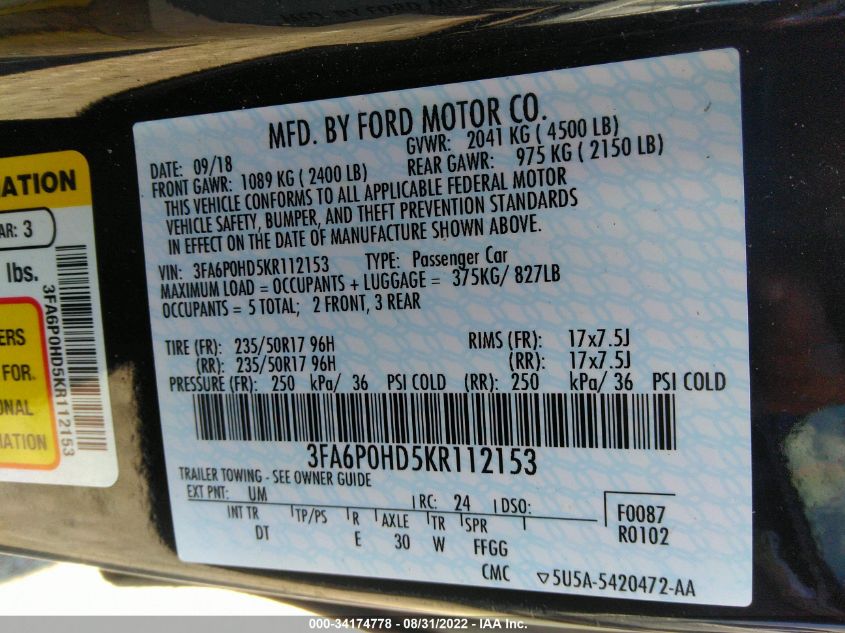 MFD. BY FORD MOTOR CO.
DATE: 09/18 GVWR: 2041 KG ( 4500 LB)
FRONT GAWR: 1089 KG ( 2400 LB) REAR GAWR: 975 KG ( 2150 LB)
THIS VEHICLE CONFORMS TO ALL APPLICABLE FEDERAL MOTOR
VEHICLE SAFETY, BUMPER, AND THEFT PREVENTION STANDARDS
IN EFFECT ON THE DATE OF MANUFACTURE SHOWN ABOVE.
VIN: 3FA6P0HD5KR112153 TYPE: Passenger Car
MAXIMUM LOAD = OCCUPANTS + LUGGAGE = 375KG/ 827LB
OCCUPANTS = 5 TOTAL; 2 FRONT, 3 REAR
TIRE (FR): 235/50R17 96H RIMS (FR): 17x7.5J
(RR): 235/50R17 96H (RR): 17x7.5J
PRESSURE (FR): 250 kPa/ 36 PSI COLD (RR): 250 kPa/ 36 PSI COLD
3FA6P0HD5KR112153
TRAILER TOWING - SEE OWNER GUIDE
EXT PNT: UM RC: 24 DSO:
INT TR TP/PS R AXLE TR SPR
DT E 30 W FFGG
F0087
R0102
CMC ▽5U5A-5420472-AA
MATION
AR: 3
lbs.
3FA6P0HD5KR112153
ERS
FOR
ONAL
MATION
000-34174778 - 08/31/2022 - IAA Inc.